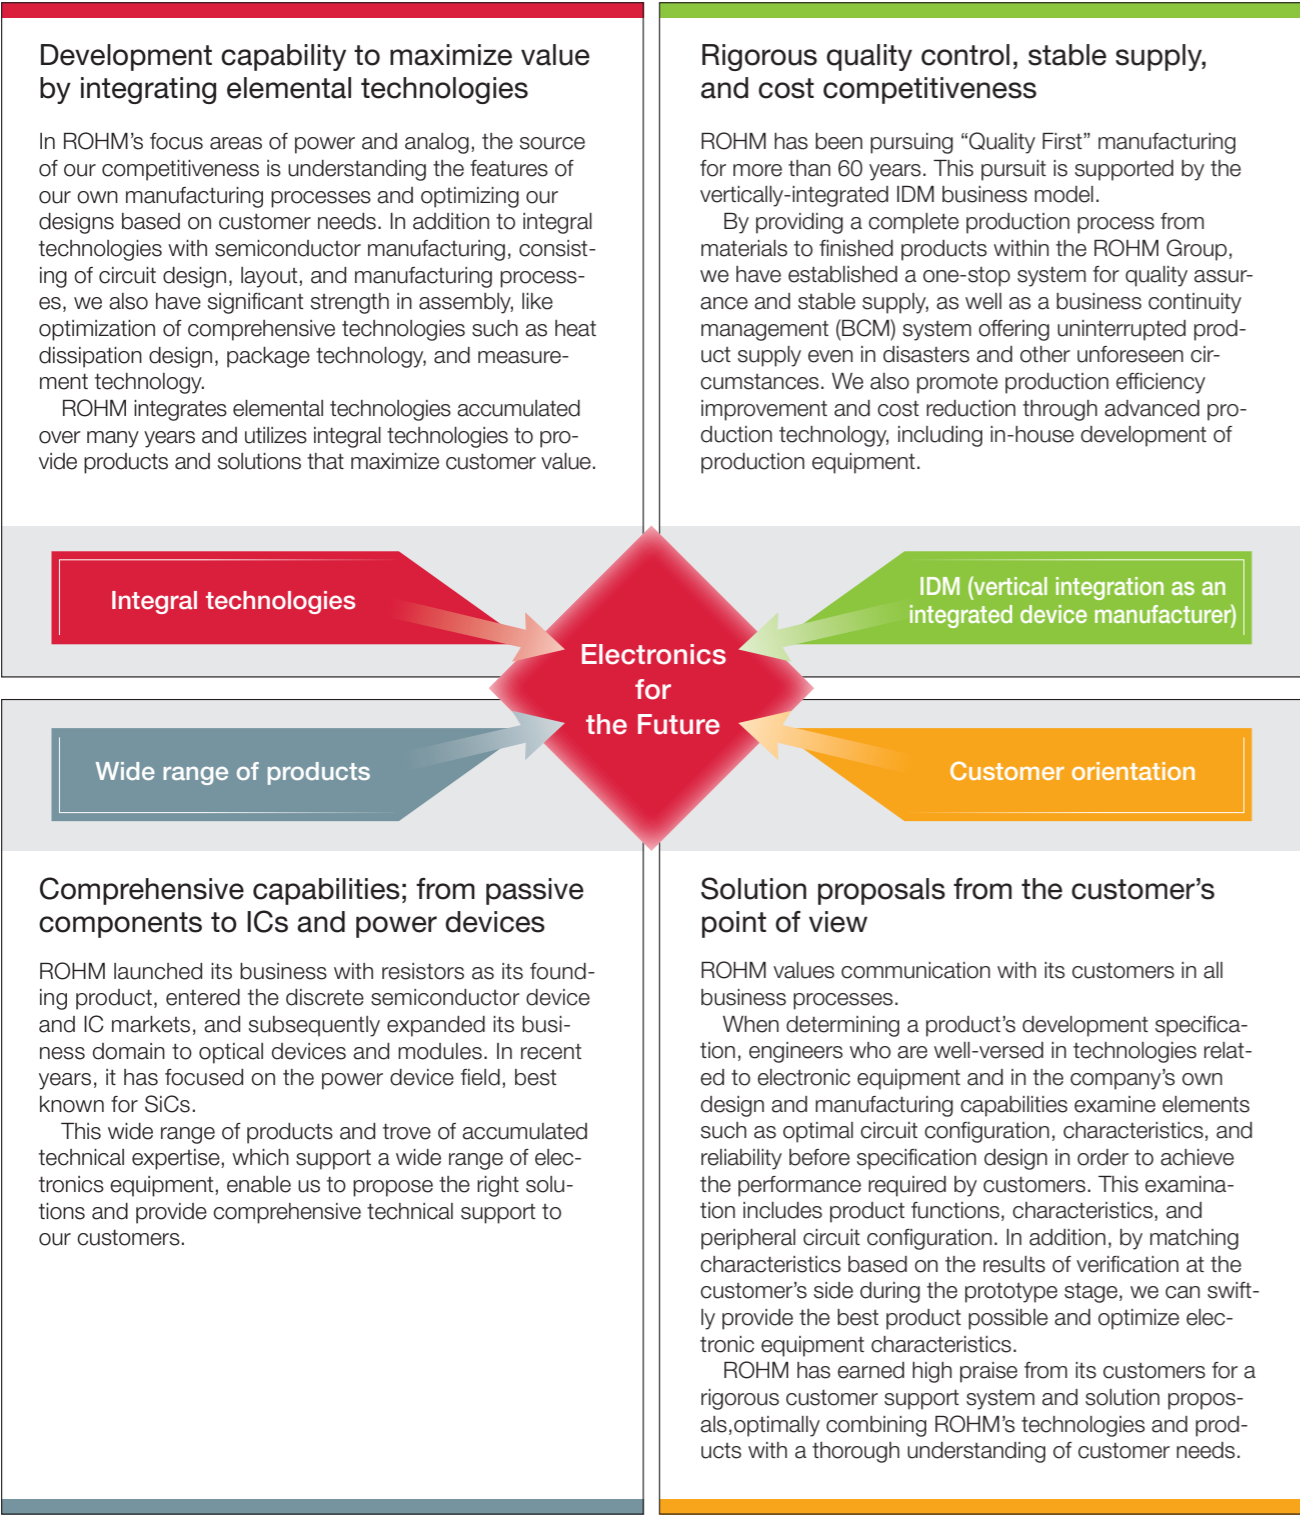 Development capability to maximize value
by integrating elemental technologies
In ROHM's focus areas of power and analog, the source
of our competitiveness is understanding the features of
our own manufacturing processes and optimizing our
designs based on customer needs. In addition to integral
technologies with semiconductor manufacturing, consist-
ing of circuit design, layout, and manufacturing process-
es, we also have significant strength in assembly, like
optimization of comprehensive technologies such as heat
dissipation design, package technology, and measure-
ment technology.
ROHM integrates elemental technologies accumulated
over many years and utilizes integral technologies to pro-
vide products and solutions that maximize customer value.
Rigorous quality control, stable supply,
and cost competitiveness
ROHM has been pursuing “Quality First” manufacturing
for more than 60 years. This pursuit is supported by the
vertically-integrated IDM business model.
By providing a complete production process from
materials to finished products within the ROHM Group,
we have established a one-stop system for quality assur-
ance and stable supply, as well as a business continuity
management (BCM) system offering uninterrupted prod-
uct supply even in disasters and other unforeseen cir-
cumstances. We also promote production efficiency
improvement and cost reduction through advanced pro-
duction technology, including in-house development of
production equipment.
Integral technologies
IDM (vertical integration as an
integrated device manufacturer)
Electronics
for
the Future
Wide range of products
Customer orientation
Comprehensive capabilities; from passive
components to ICs and power devices
ROHM launched its business with resistors as its found-
ing product, entered the discrete semiconductor device
and IC markets, and subsequently expanded its busi-
ness domain to optical devices and modules. In recent
years, it has focused on the power device field, best
known for SiCs.
This wide range of products and trove of accumulated
technical expertise, which support a wide range of elec-
tronics equipment, enable us to propose the right solu-
tions and provide comprehensive technical support to
our customers.
Solution proposals from the customer’s
point of view
ROHM values communication with its customers in all
business processes.
When determining a product’s development specifica-
tion, engineers who are well-versed in technologies relat-
ed to electronic equipment and in the company’s own
design and manufacturing capabilities examine elements
such as optimal circuit configuration, characteristics, and
reliability before specification design in order to achieve
the performance required by customers. This examina-
tion includes product functions, characteristics, and
peripheral circuit configuration. In addition, by matching
characteristics based on the results of verification at the
customer’s side during the prototype stage, we can swift-
ly provide the best product possible and optimize elec-
tronic equipment characteristics.
ROHM has earned high praise from its customers for a
rigorous customer support system and solution propos-
als,optimally combining ROHM’s technologies and prod-
ucts with a thorough understanding of customer needs.